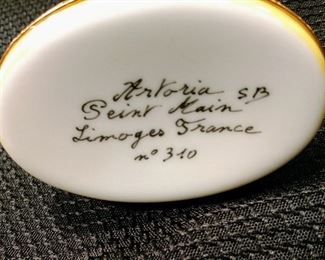 Artoria SB
Peint Main
Limoges France
n° 310